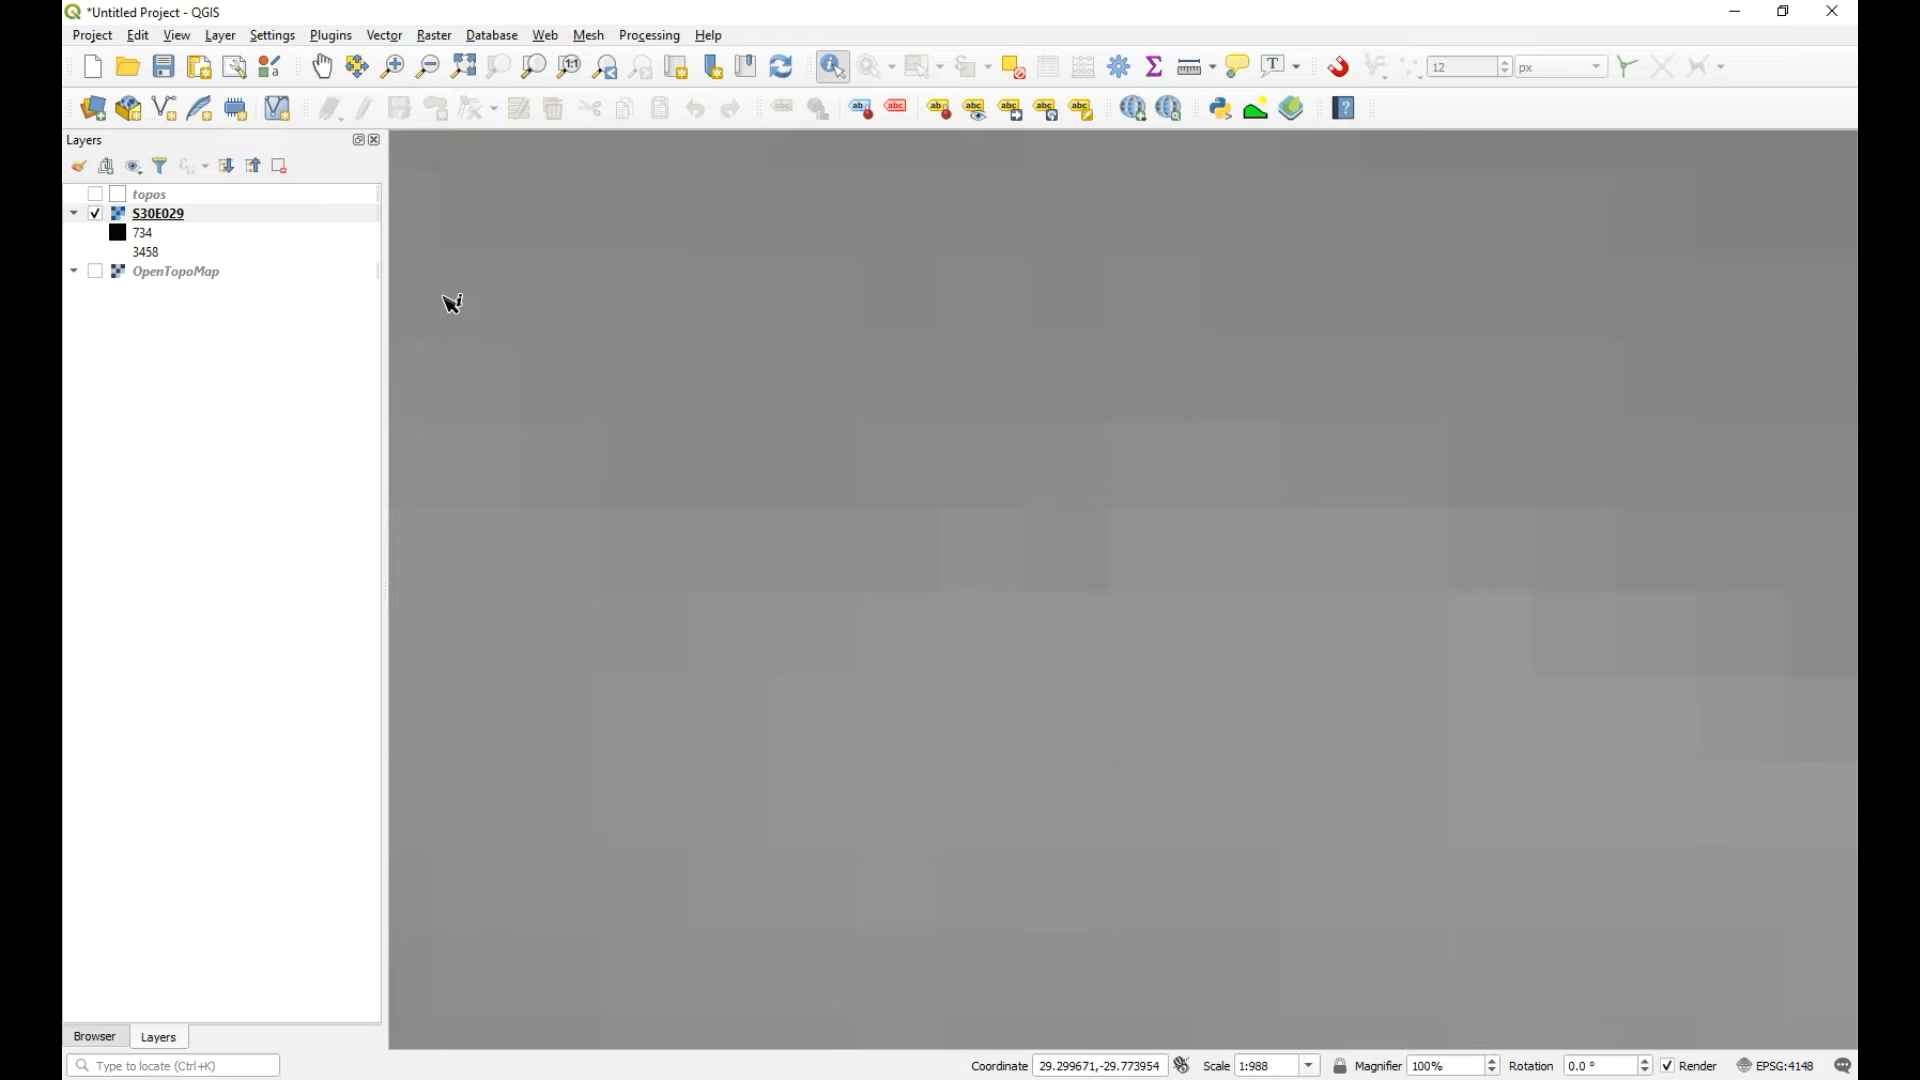 *Untitled Project - QGIS
Project Edit View Layer Settings Plugins Vector Raster Database Web Mesh Processing Help
12 px
Layers
topos
S30E029
734
3458
OpenTopoMap
Browser Layers
Type to locate (Ctrl+K) Coordinate 29.299671,-29.773954 Scale 1:988 Magnifier 100% Rotation 0.0 ° Render EPSG:4148